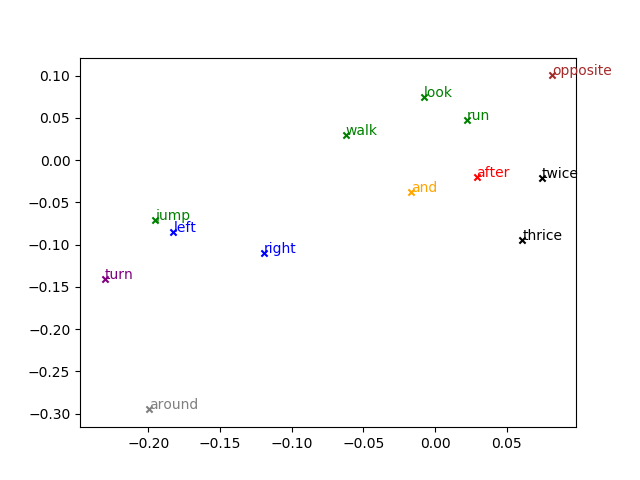 opposite
0.10
look
0.05
run
walk
0.00
after
twice
and
−0.05
jump
left
thrice
−0.10
right
turn
−0.15
−0.20
−0.25
around
−0.30
−0.20
−0.15
−0.10
−0.05
0.00
0.05